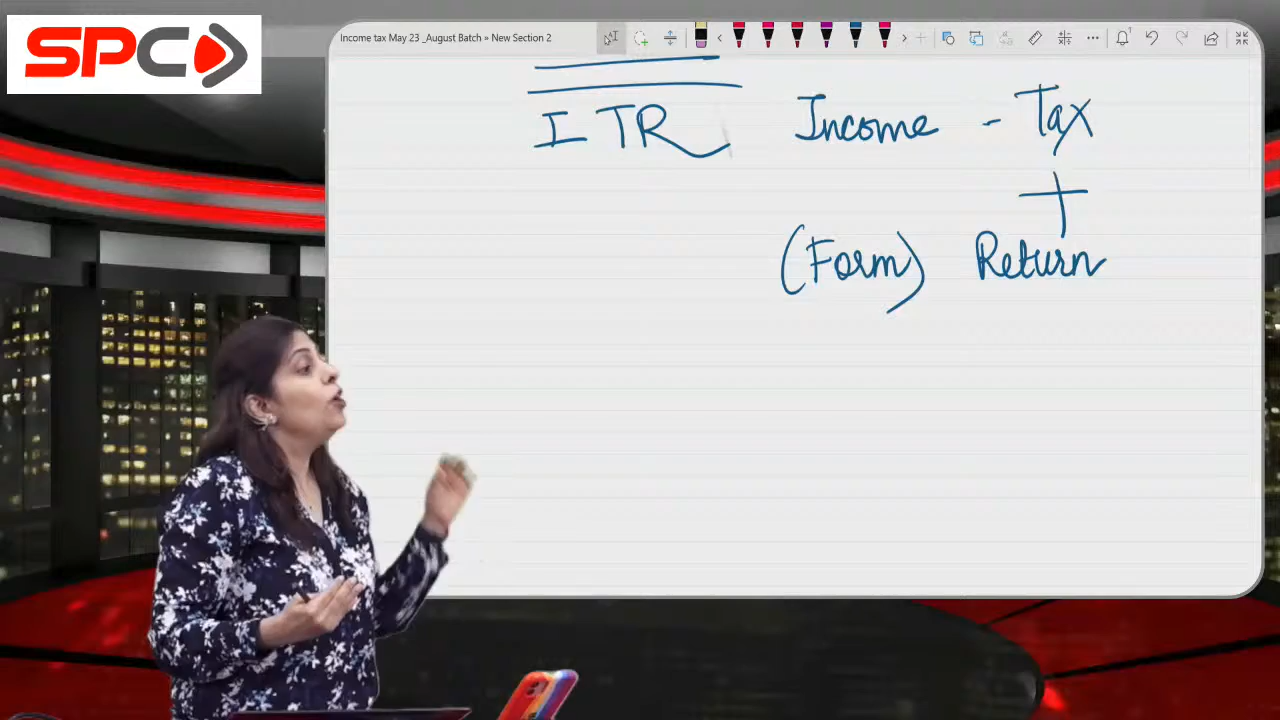 SPC
Income tax May 23 _August Batch » New Section 2
ITR Income - Tax
+
(Form) Return